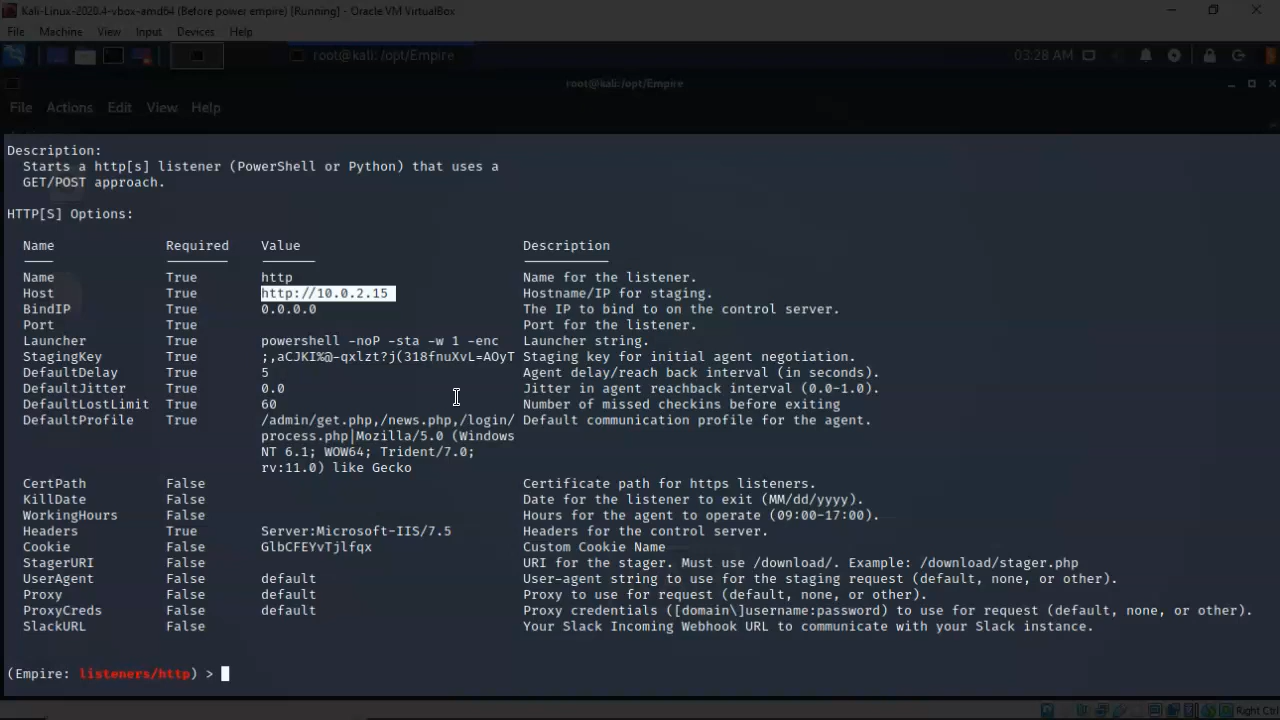 Kali-Linux-2020.4-vbox-amd64 (Before power empire) [Running] - Oracle VM VirtualBox
File Machine View Input Devices Help
root@kali: /opt/Empire 03:28 AM
root@kali:/opt/Empire
File Actions Edit View Help
Description:
Starts a http[s] listener (PowerShell or Python) that uses a
GET/POST approach.
HTTP[S] Options:
Name Required Value Description
Name True http Name for the listener.
Host True http://10.0.2.15 Hostname/IP for staging.
BindIP True 0.0.0.0 The IP to bind to on the control server.
Port True Port for the listener.
Launcher True powershell -noP -sta -w 1 -enc Launcher string.
StagingKey True ;,aCJKI%@-qxlzt?j(318fnuXvL=AOyT Staging key for initial agent negotiation.
DefaultDelay True 5 Agent delay/reach back interval (in seconds).
DefaultJitter True 0.0 Jitter in agent reachback interval (0.0-1.0).
DefaultLostLimit True 60 Number of missed checkins before exiting
DefaultProfile True /admin/get.php,/news.php,/login/ Default communication profile for the agent.
process.php|Mozilla/5.0 (Windows
NT 6.1; WOW64; Trident/7.0;
rv:11.0) like Gecko
CertPath False Certificate path for https listeners.
KillDate False Date for the listener to exit (MM/dd/yyyy).
WorkingHours False Hours for the agent to operate (09:00-17:00).
Headers True Server:Microsoft-IIS/7.5 Headers for the control server.
Cookie False GlbCFEYvTjlfqx Custom Cookie Name
StagerURI False URI for the stager. Must use /download/. Example: /download/stager.php
UserAgent False default User-agent string to use for the staging request (default, none, or other).
Proxy False default Proxy to use for request (default, none, or other).
ProxyCreds False default Proxy credentials ([domain\]username:password) to use for request (default, none, or other).
SlackURL False Your Slack Incoming Webhook URL to communicate with your Slack instance.
(Empire: listeners/http) >
Right Ctrl